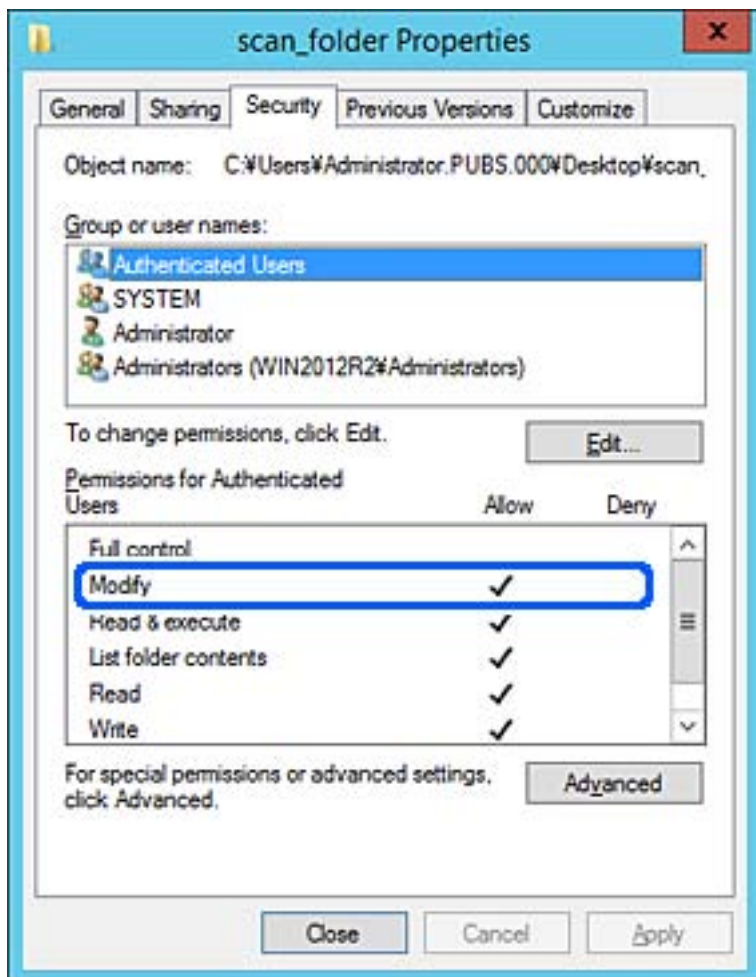 scan_folder Properties
General Sharing Security Previous Versions Customize
Object name: C:¥Users¥Administrator.PUBS.000¥Desktop¥scan_
Group or user names:
Authenticated Users
SYSTEM
Administrator
Administrators (WIN2012R2¥Administrators)
To change permissions, click Edit.
Edit...
Permissions for Authenticated
Users Allow Deny
Full control
Modify
Read & execute
List folder contents
Read
Write
For special permissions or advanced settings,
click Advanced.
Advanced
Close Cancel Apply